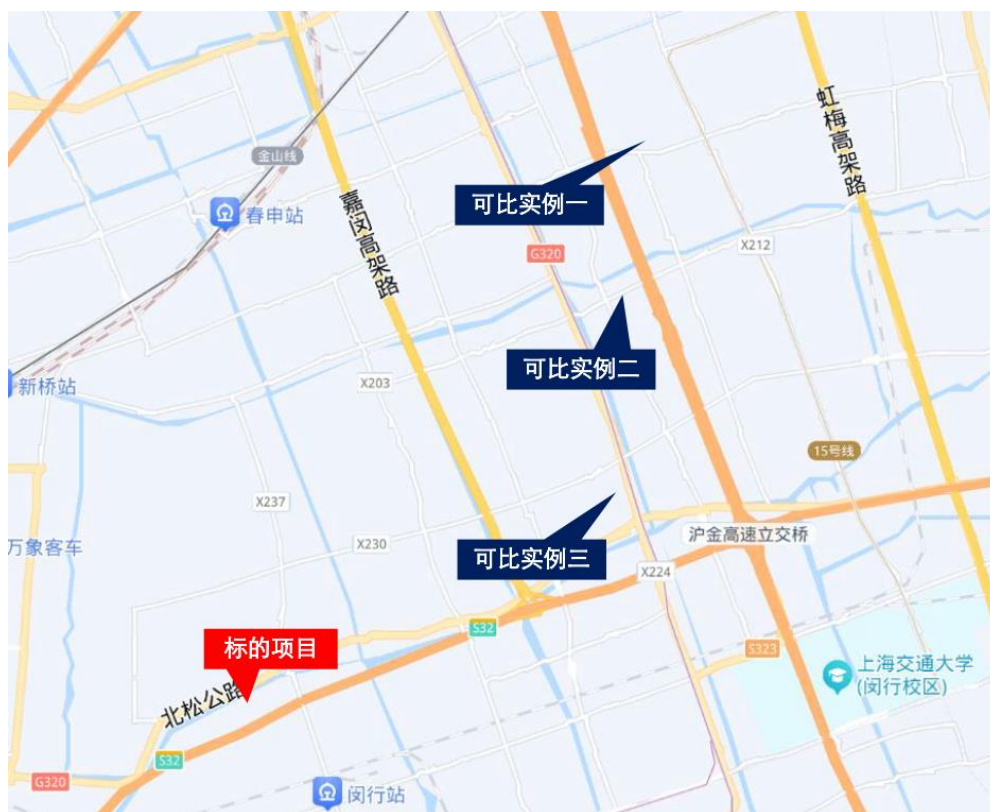 虹梅高架路
金山线
可比实例一
春申站
嘉闵高架路
G320
X212
可比实例二
新桥站
X203
15号线
X237
万象客车
X230
可比实例三
沪金高速立交桥
X224
S32
标的项目
S323
上海交通大学
(闵行校区)
北松公路
S32
G320
闵行站